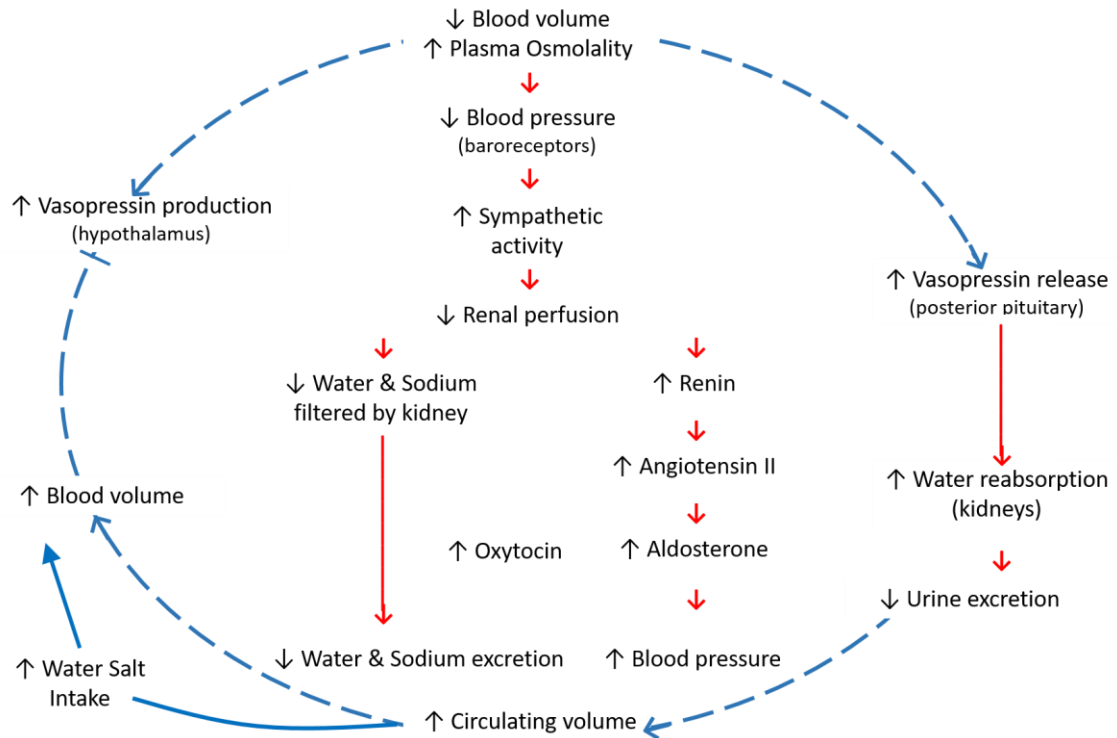 ↓ Blood volume
↑ Plasma Osmolality
↓ Blood pressure
(baroreceptors)
↑ Vasopressin production
(hypothalamus)
↑ Sympathetic
activity
↑ Vasopressin release
(posterior pituitary)
↓ Renal perfusion
↓ Water & Sodium
filtered by kidney
↑ Renin
↑ Angiotensin II
↑ Water reabsorption
(kidneys)
↑ Blood volume
↑ Oxytocin
↑ Aldosterone
↓ Urine excretion
↑ Water Salt
Intake
↓ Water & Sodium excretion
↑ Blood pressure
↑ Circulating volume